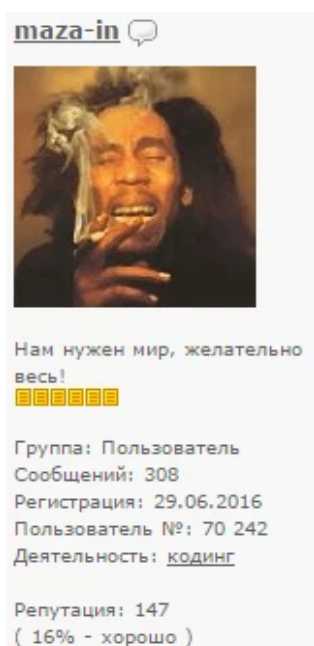 maza-in
Нам нужен мир, желательно
весь!
Группа: Пользователь
Сообщений: 308
Регистрация: 29.06.2016
Пользователь №: 70 242
Деятельность: кодинг
Репутация: 147
( 16% - хорошо )